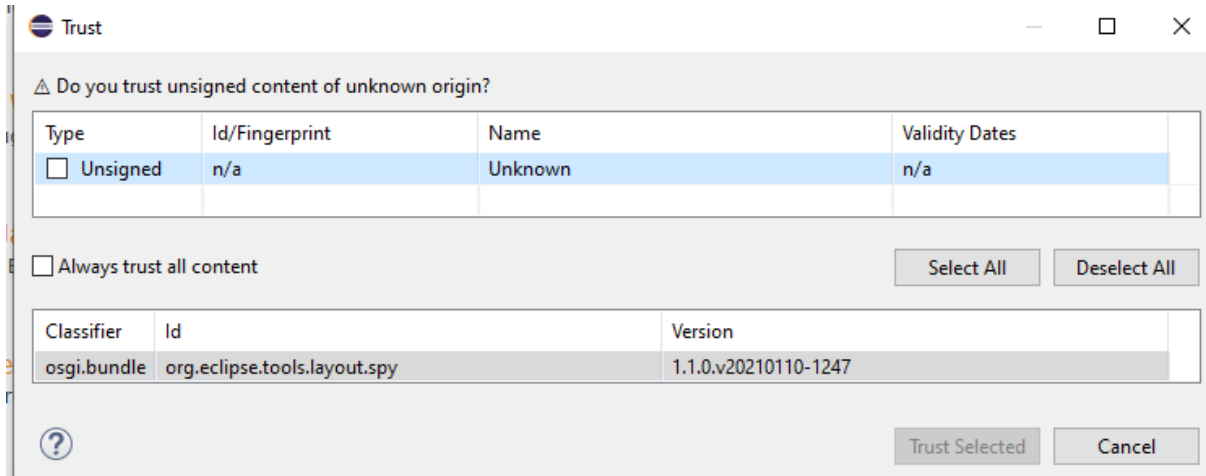 Trust
⚠ Do you trust unsigned content of unknown origin?
Type Id/Fingerprint Name Validity Dates
Unsigned n/a Unknown n/a
Always trust all content Select All Deselect All
Classifier Id Version
osgi.bundle org.eclipse.tools.layout.spy 1.1.0.v20210110-1247
? Trust Selected Cancel